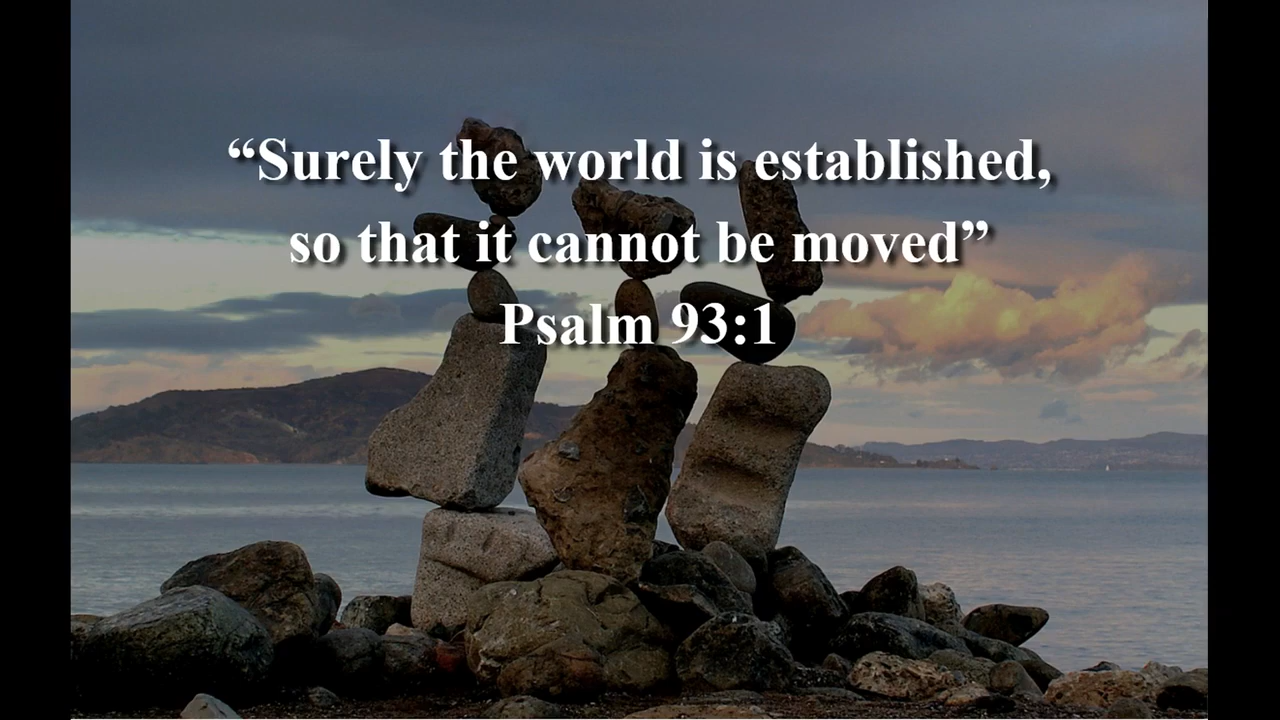 “Surely the world is established,
so that it cannot be moved”
Psalm 93:1